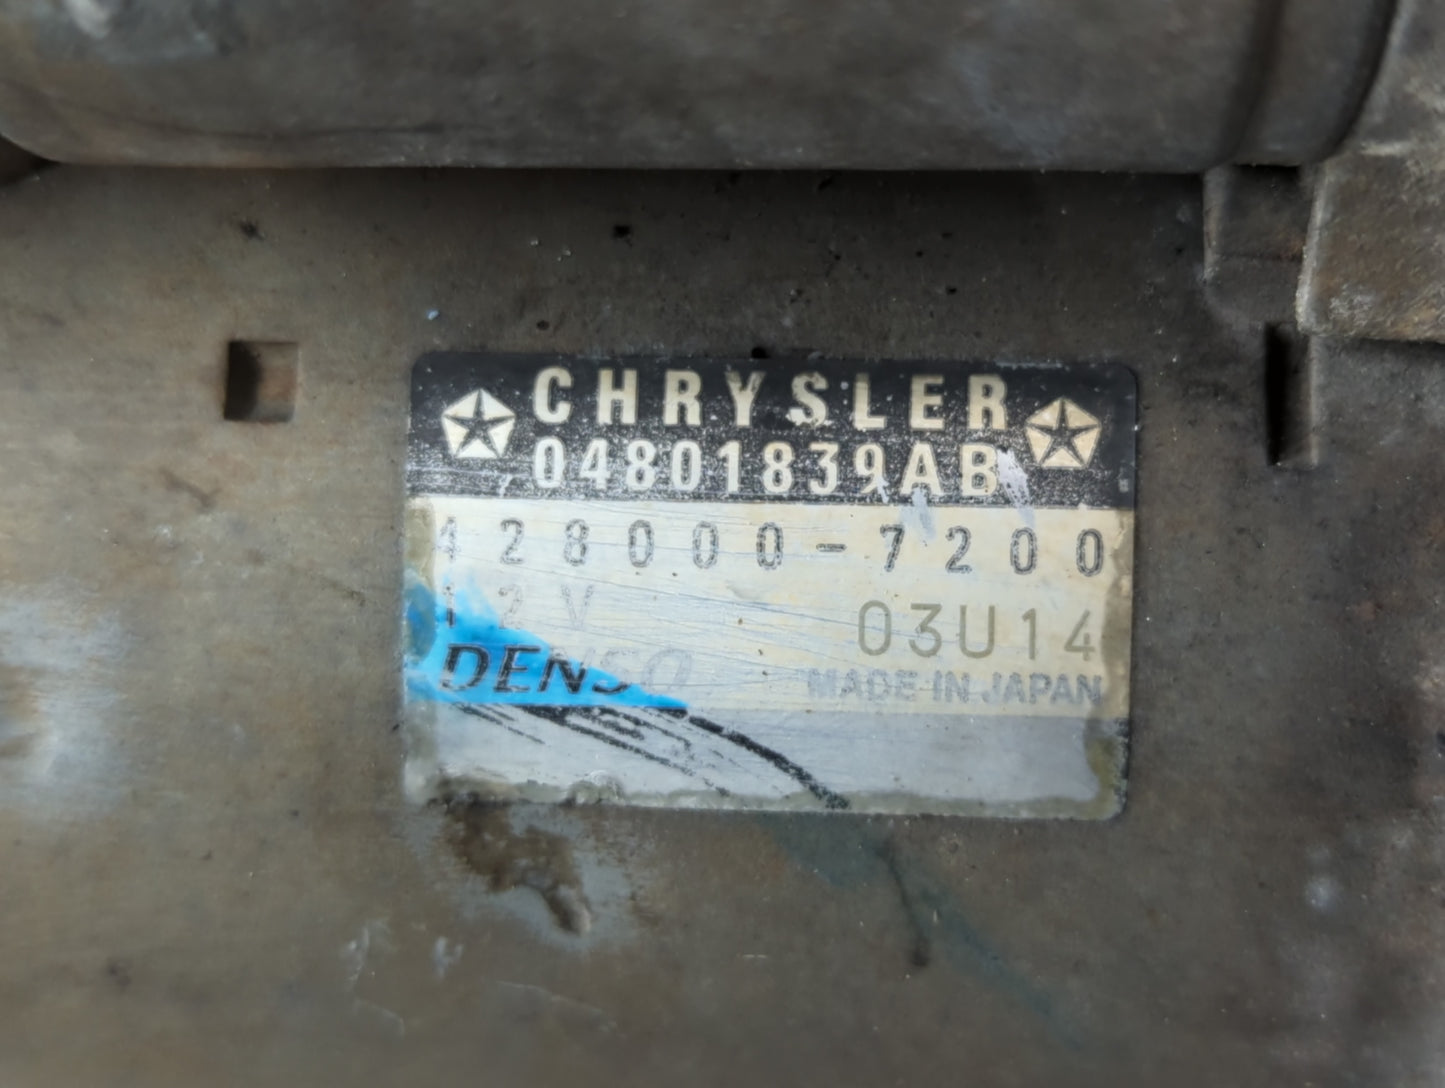 CHRYSLER
04801839AB
428000-7200
12V 03U14
DENSO MADE IN JAPAN